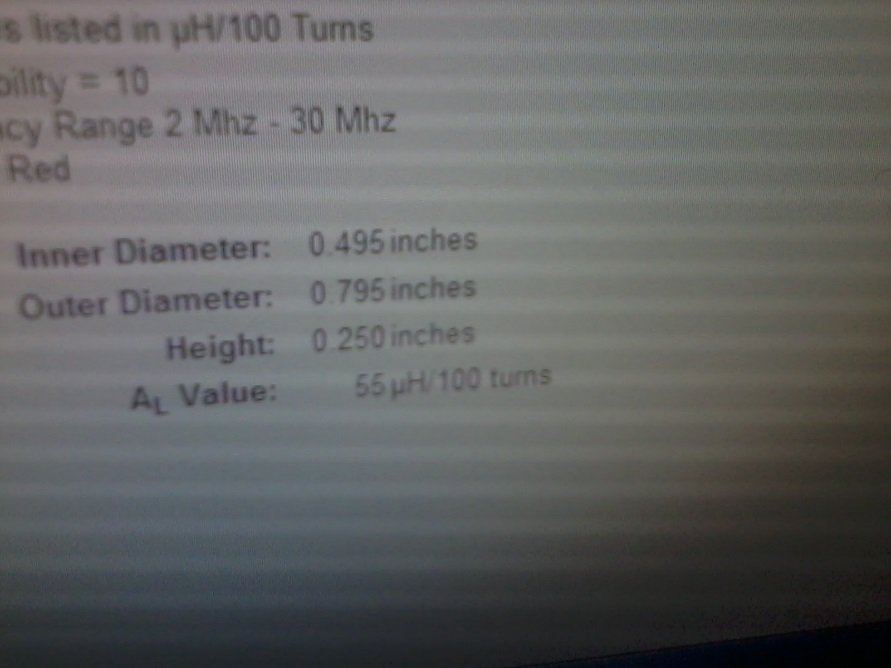 s listed in µH/100 Turns
bility = 10
cy Range 2 Mhz - 30 Mhz
Red
Inner Diameter: 0.495 inches
Outer Diameter: 0.795 inches
Height: 0.250 inches
AL Value: 55 µH/100 turns